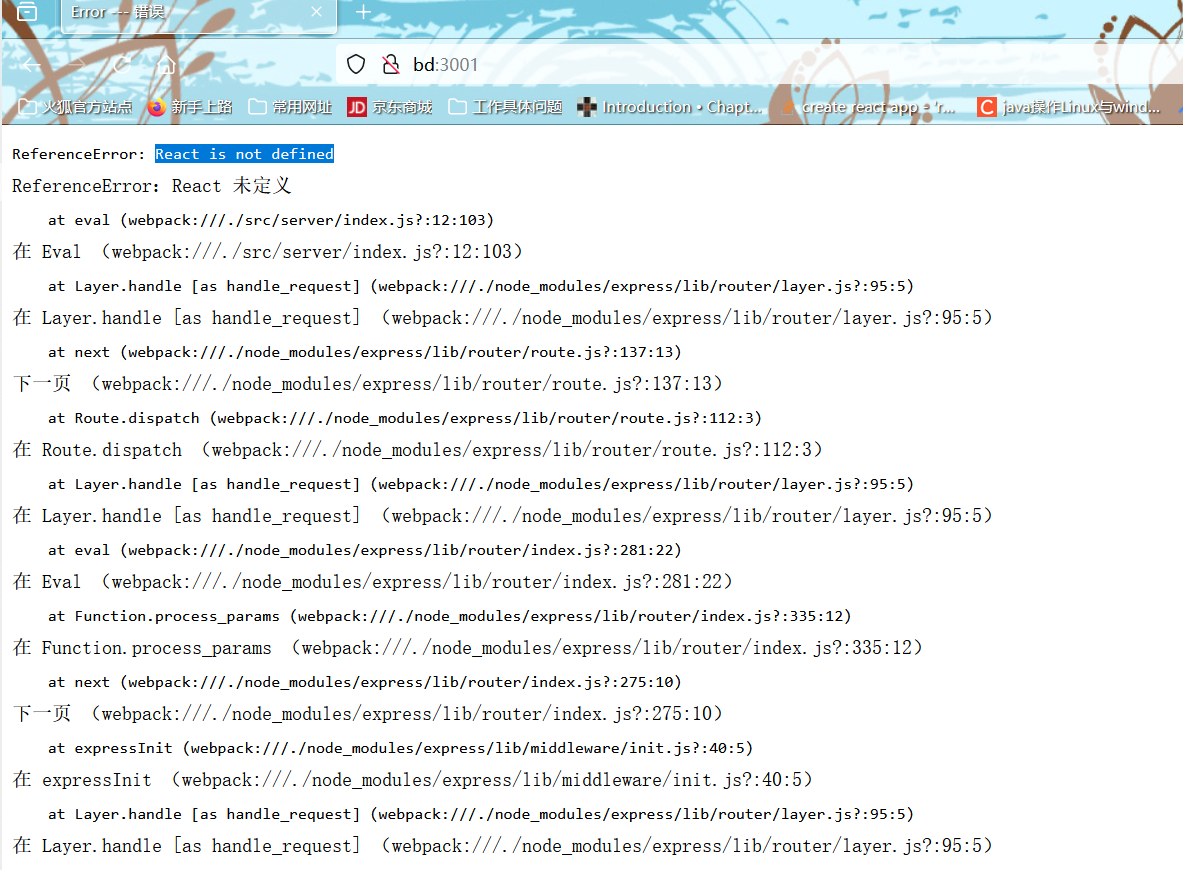 Error --- 错误
bd:3001
火狐官方站点 新手上路 常用网址 京东商城 工作具体问题 Introduction • Chapt... create-react-app - 'r... java操作Linux与wind...
ReferenceError: React is not defined
ReferenceError：React 未定义
at eval (webpack:///./src/server/index.js?:12:103)
在 Eval （webpack:///./src/server/index.js?:12:103）
at Layer.handle [as handle_request] (webpack:///./node_modules/express/lib/router/layer.js?:95:5)
在 Layer.handle [as handle_request] （webpack:///./node_modules/express/lib/router/layer.js?:95:5）
at next (webpack:///./node_modules/express/lib/router/route.js?:137:13)
下一页 （webpack:///./node_modules/express/lib/router/route.js?:137:13）
at Route.dispatch (webpack:///./node_modules/express/lib/router/route.js?:112:3)
在 Route.dispatch （webpack:///./node_modules/express/lib/router/route.js?:112:3）
at Layer.handle [as handle_request] (webpack:///./node_modules/express/lib/router/layer.js?:95:5)
在 Layer.handle [as handle_request] （webpack:///./node_modules/express/lib/router/layer.js?:95:5）
at eval (webpack:///./node_modules/express/lib/router/index.js?:281:22)
在 Eval （webpack:///./node_modules/express/lib/router/index.js?:281:22）
at Function.process_params (webpack:///./node_modules/express/lib/router/index.js?:335:12)
在 Function.process_params （webpack:///./node_modules/express/lib/router/index.js?:335:12）
at next (webpack:///./node_modules/express/lib/router/index.js?:275:10)
下一页 （webpack:///./node_modules/express/lib/router/index.js?:275:10）
at expressInit (webpack:///./node_modules/express/lib/middleware/init.js?:40:5)
在 expressInit （webpack:///./node_modules/express/lib/middleware/init.js?:40:5）
at Layer.handle [as handle_request] (webpack:///./node_modules/express/lib/router/layer.js?:95:5)
在 Layer.handle [as handle_request] （webpack:///./node_modules/express/lib/router/layer.js?:95:5）